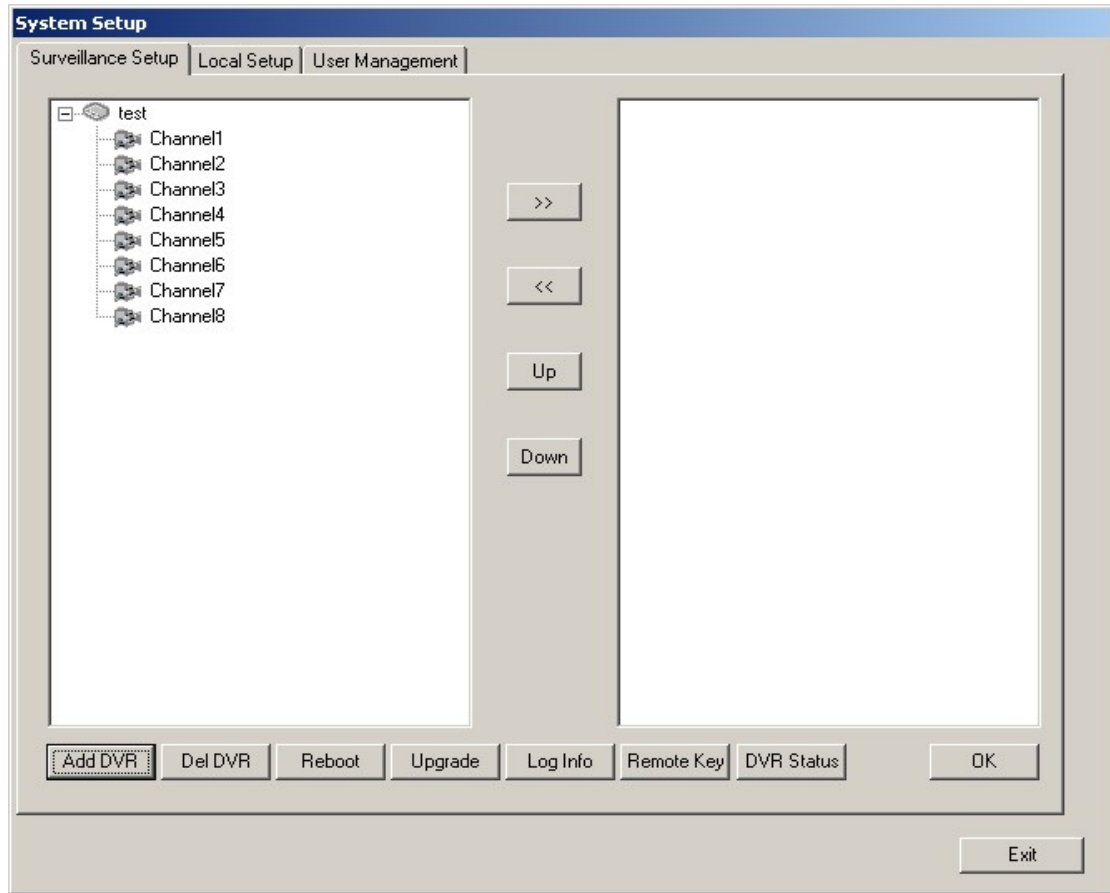 System Setup
Surveillance Setup Local Setup User Management
test
Channel1
Channel2
Channel3
Channel4
Channel5
Channel6
Channel7
Channel8
>>
<<
Up
Down
Add DVR Del DVR Reboot Upgrade Log Info Remote Key DVR Status OK
Exit